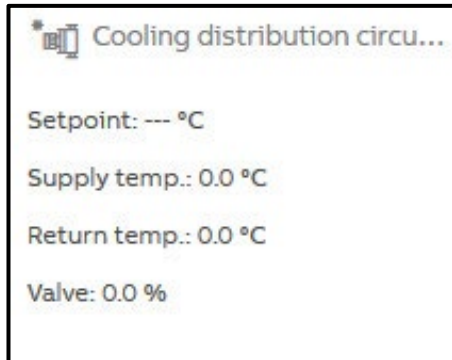 Cooling distribution circu...
Setpoint: --- °C
Supply temp.: 0.0 °C
Return temp.: 0.0 °C
Valve: 0.0 %